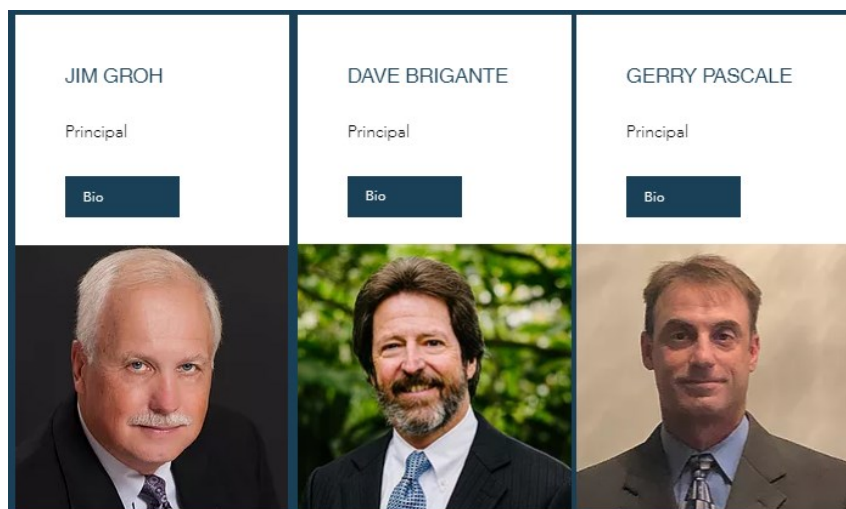 JIM GROH
Principal
Bio
DAVE BRIGANTE
Principal
Bio
GERRY PASCALE
Principal
Bio